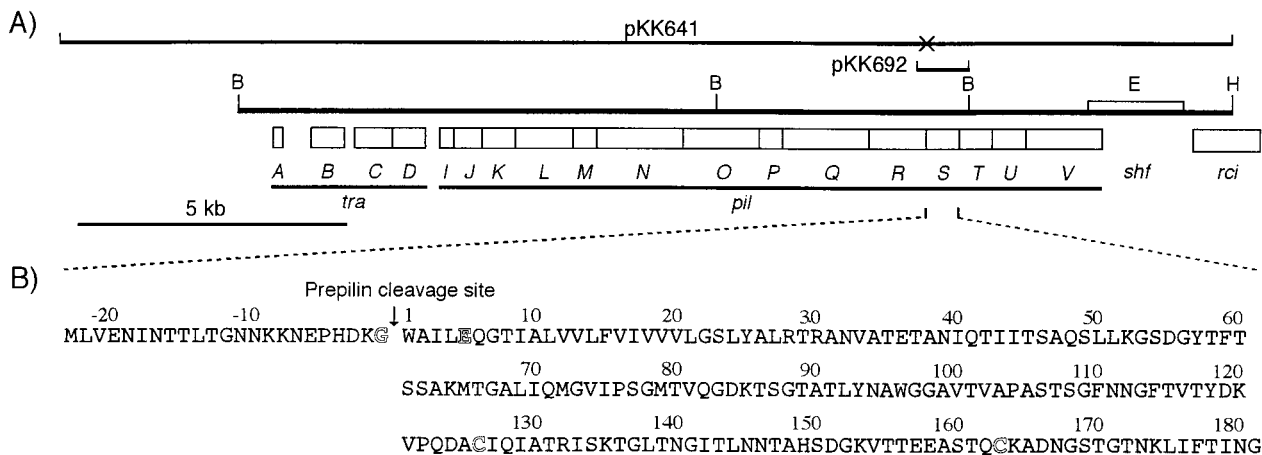 A)
pKK641
pKK692
B B B E H
A B C D I J K L M N O P Q R S T U V shf rci
tra pil
5 kb
B)
Prepilin cleavage site
-20 -10 1 10 20 30 40 50 60
MLVENINTTLTGNNKKNEPHDKG WAILEQGTIALVVLFVIVVVLGSLYALRTRANVATETANIQTIITSAQSLLKGSDGYTFT
70 80 90 100 110 120
SSAKMTGALIQMGVIPSGMTVQGDKTSGTATLYNAWGGAVTVAPASTSGFNNGFTVTYDK
130 140 150 160 170 180
VPQDACIQIATRISKTGLTNGITLNNTAHSDGKVTTEEASTQCKADNGSTGTNKLIFTING